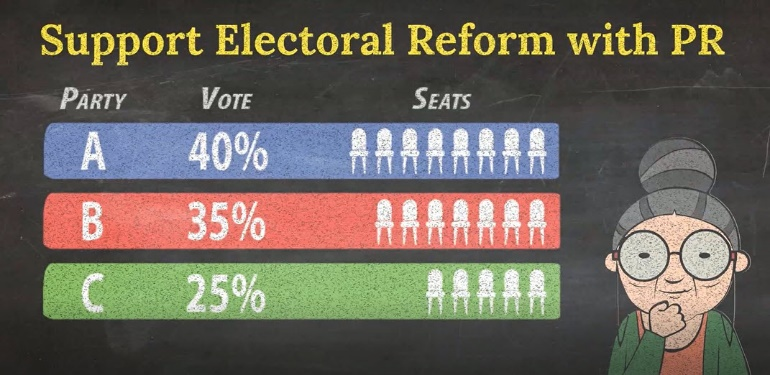 Support Electoral Reform with PR
Party Vote Seats
A 40%
B 35%
C 25%